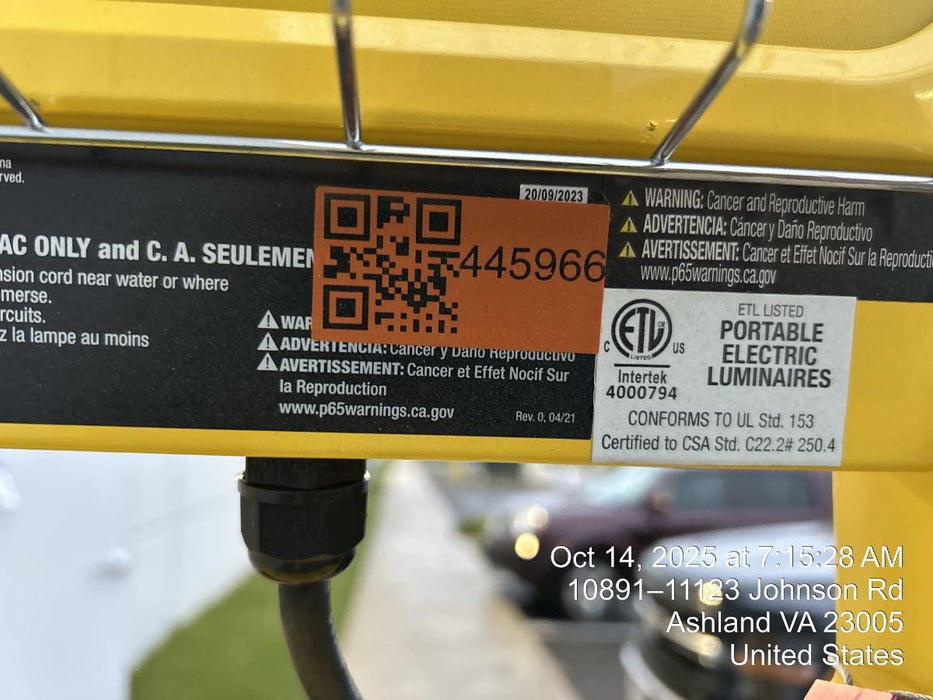 na
rved.
AC ONLY and C. A. SEULEMEN
nsion cord near water or where
merse.
rcuits.
z la lampe au moins
20/09/2023
445966
WAR
ADVERTENCIA: Cáncer y Daño Reproductivo
AVERTISSEMENT: Cancer et Effet Nocif Sur
la Reproduction
www.p65warnings.ca.gov
Rev. 0, 04/21
WARNING: Cancer and Reproductive Harm
ADVERTENCIA: Cáncer y Daño Reproductivo
AVERTISSEMENT: Cancer et Effet Nocif Sur la Reproducti
www.p65warnings.ca.gov
ETL
LISTED
C US
Intertek
4000794
ETL LISTED
PORTABLE
ELECTRIC
LUMINAIRES
CONFORMS TO UL Std. 153
Certified to CSA Std. C22.2# 250.4
Oct 14, 2025 at 7:15:28 AM
10891–11123 Johnson Rd
Ashland VA 23005
United States